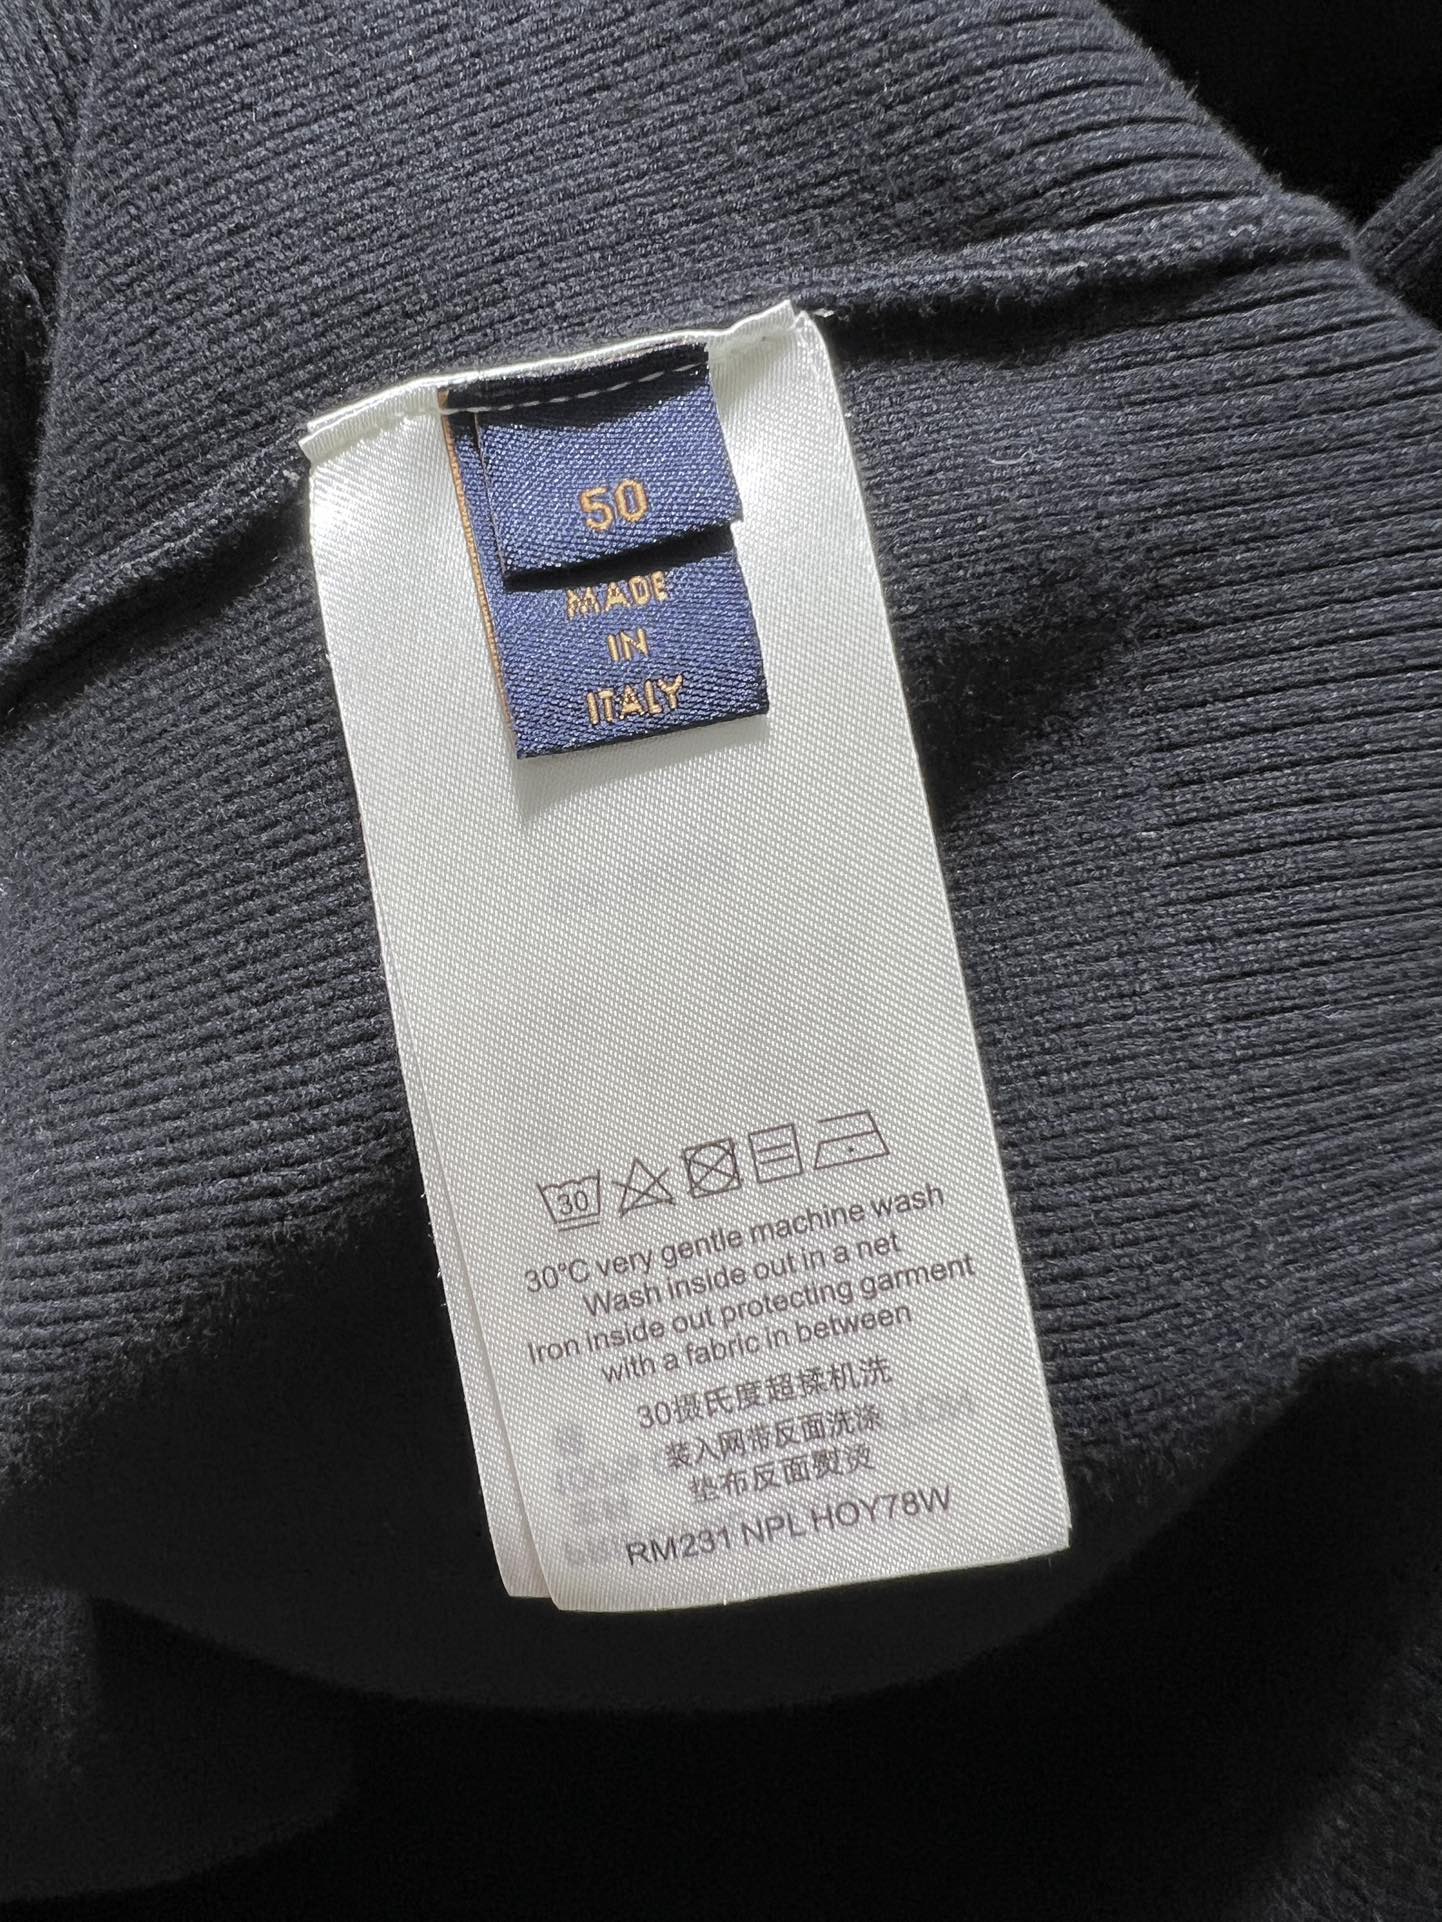 50
MADE
IN
ITALY
30
30°C very gentle machine wash
Wash inside out in a net
Iron inside out protecting garment
with a fabric in between
30摄氏度超揉机洗
装入网带反面洗涤
垫布反面熨烫
RM231 NPL HOY78W